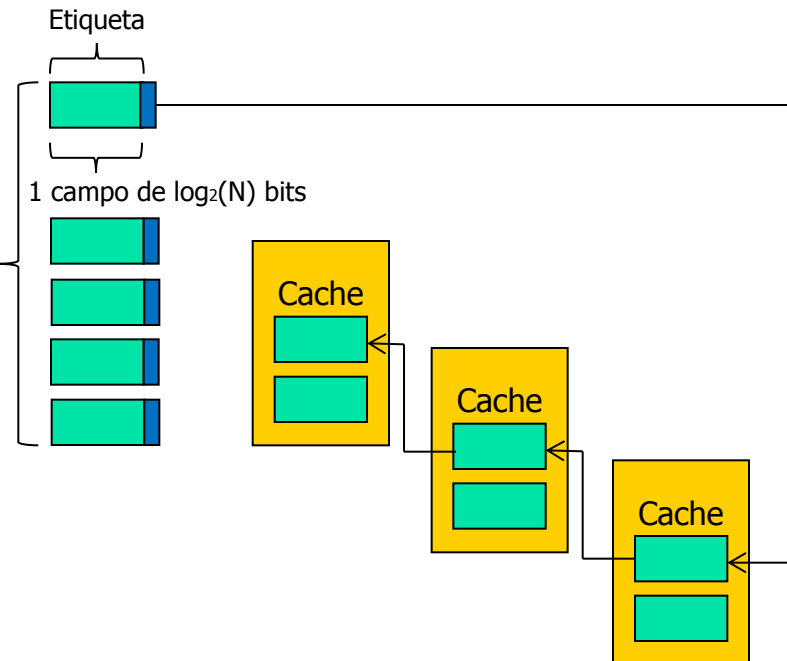 Etiqueta
1 campo de log₂(N) bits
Cache
Cache
Cache